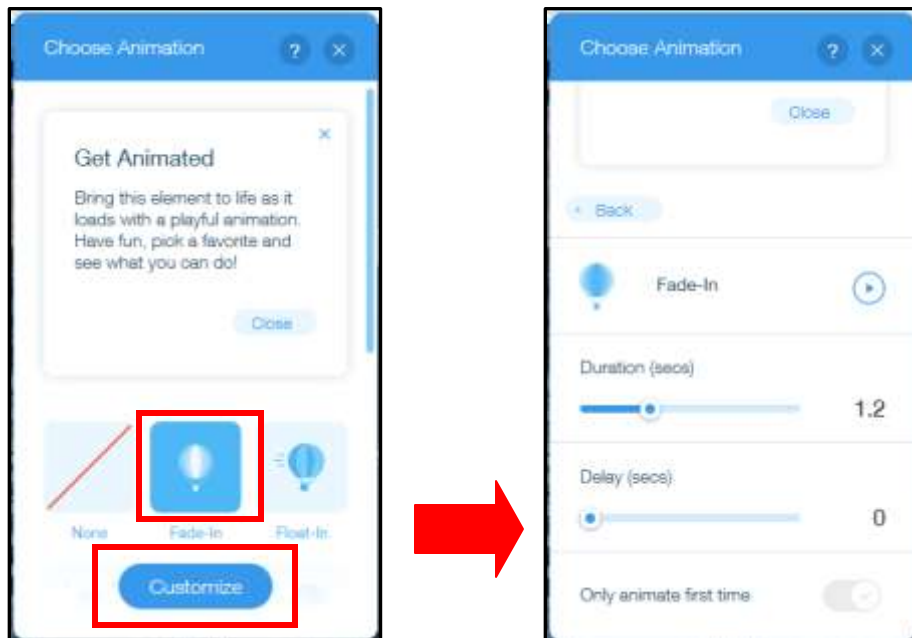 Choose Animation ? ×
×
Get Animated
Bring this element to life as it
loads with a playful animation.
Have fun, pick a favorite and
see what you can do!
Close
None Fade-In Float-In
Customize
Choose Animation ? ×
Close
Back
Fade-In
Duration (secs)
1.2
Delay (secs)
0
Only animate first time